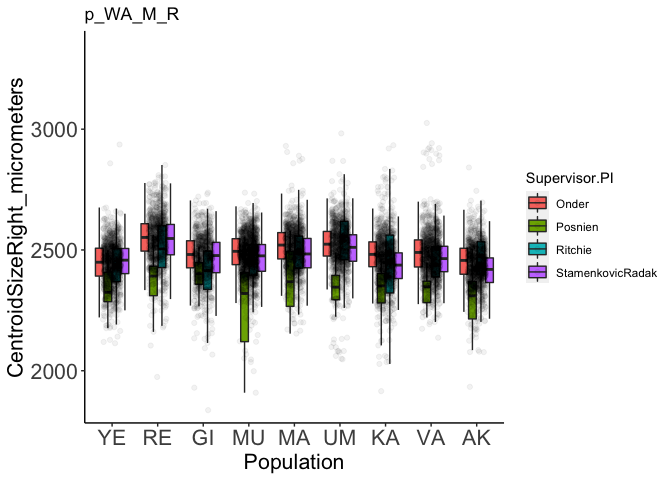 p_WA_M_R
CentroidSizeRight_micrometers
3000
2500
2000
YE RE GI MU MA UM KA VA AK
Population
Supervisor.PI
Onder
Posnien
Ritchie
StamenkovicRadak